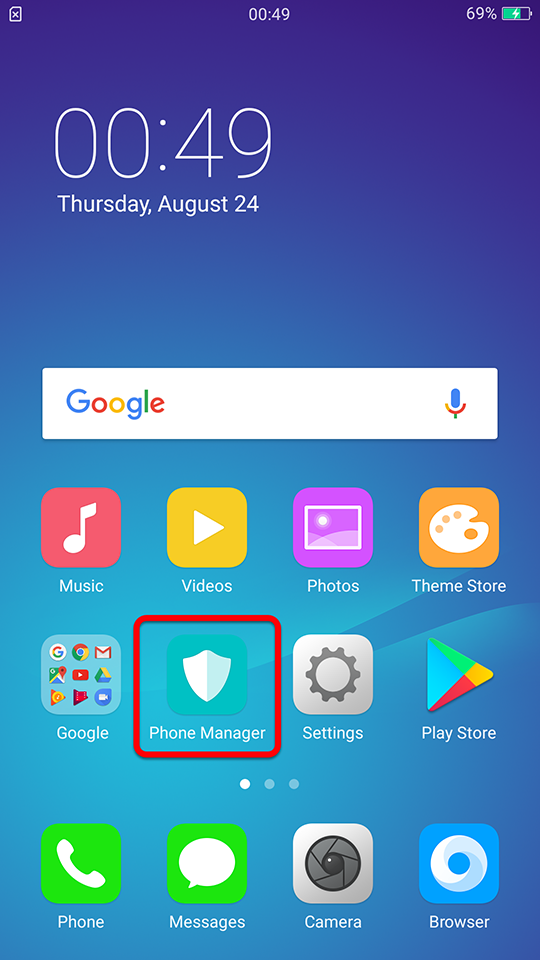 00:49
69%
00:49
Thursday, August 24
Google
Music
Videos
Photos
Theme Store
Google
Phone Manager
Settings
Play Store
Phone
Messages
Camera
Browser